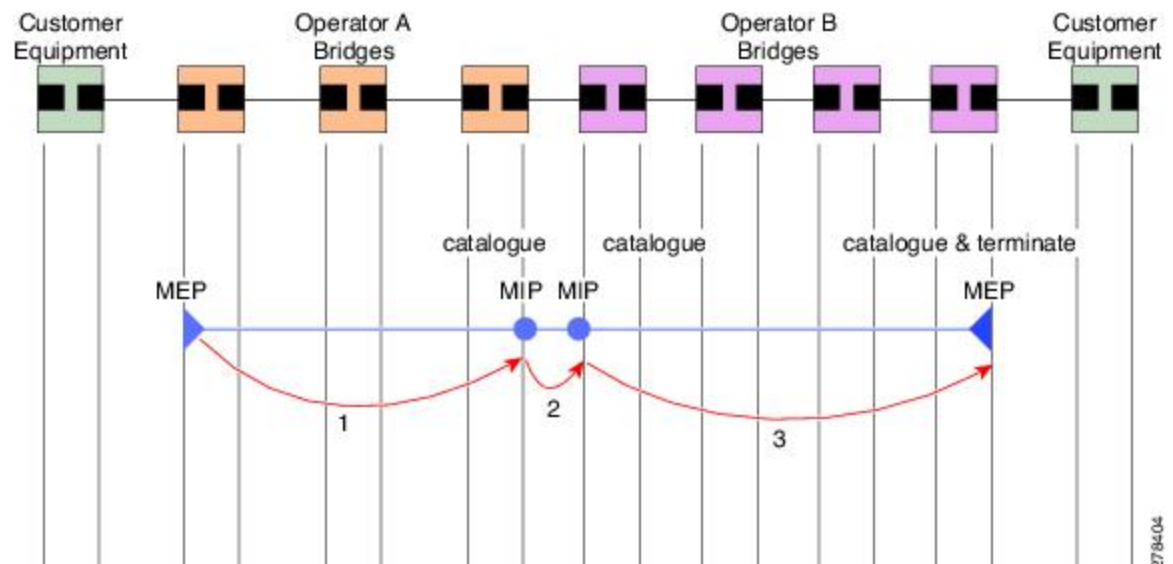 Customer
Equipment
Operator A
Bridges
Operator B
Bridges
Customer
Equipment
catalogue
catalogue
catalogue & terminate
MEP
MIP
MIP
MEP
1
2
3
278404